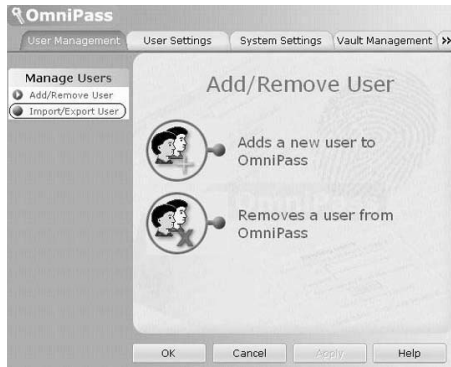 OmniPass
User Management User Settings System Settings Vault Management »
Manage Users
Add/Remove User
Import/Export User
Add/Remove User
Adds a new user to
OmniPass
Removes a user from
OmniPass
OK Cancel Apply Help